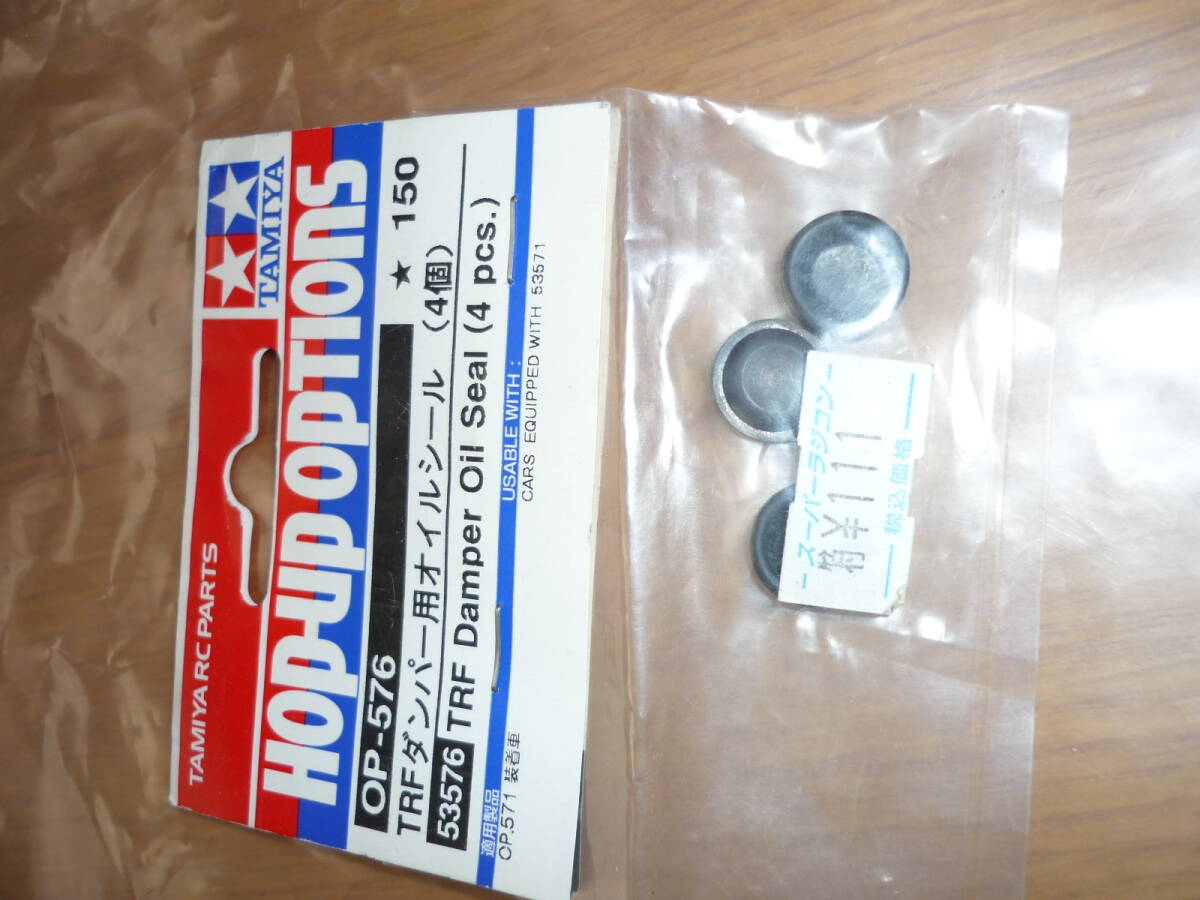 TAMIYA RC PARTS
TAMIYA
HOP-UP OPTIONS
OP-576 ★ 150
TRFダンパー用オイルシール (4個)
53576 TRF Damper Oil Seal (4 pcs.)
適用製品 USABLE WITH :
OP.571 装着車 CARS EQUIPPED WITH 53571
スーパーラジコン
特¥111
税込価格